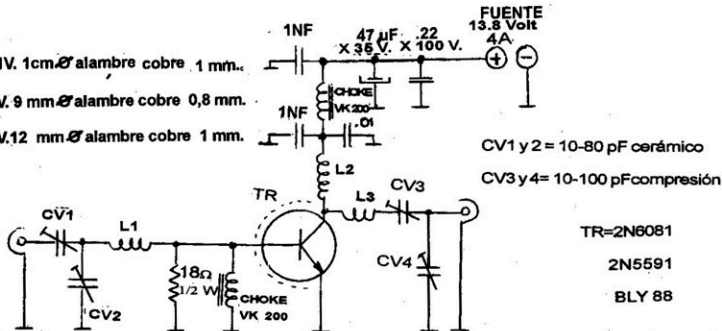 1NF
47 µF
X 35 V.
.22
X 100 V.
FUENTE
13.8 Volt
4A
+
−
1cm Ø alambre cobre 1 mm.
9 mm Ø alambre cobre 0,8 mm.
12 mm Ø alambre cobre 1 mm.
CHOKE
VK 200
1NF
.01
L2
CV1 y 2 = 10-80 pF cerámico
CV3 y 4= 10-100 pFcompresión
TR
L3
CV3
CV1
L1
CV4
CV2
18Ω
1/2 W
CHOKE
VK 200
TR=2N6081
2N5591
BLY 88